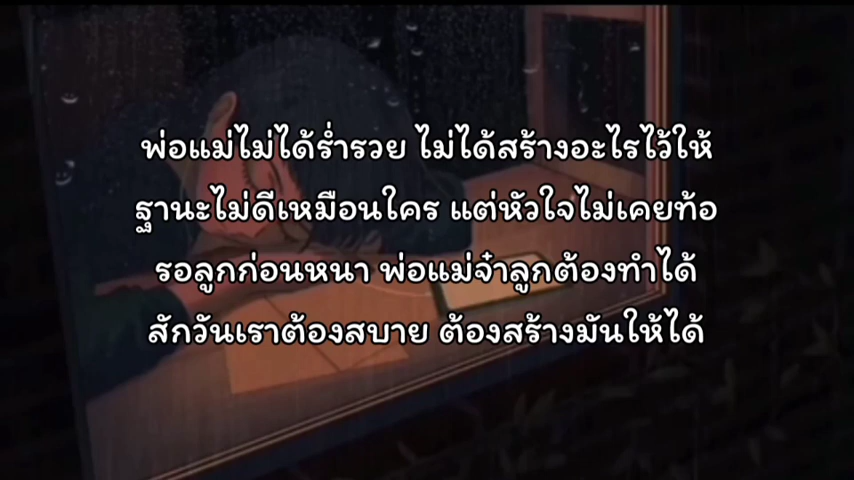 พ่อแม่ไม่ได้ร่ำรวย ไม่ได้สร้างอะไรไว้ให้
ฐานะไม่ดีเหมือนใคร แต่หัวใจไม่เคยท้อ
รอลูกก่อนหนา พ่อแม่จ๋าลูกต้องทำได้
สักวันเราต้องสบาย ต้องสร้างมันให้ได้